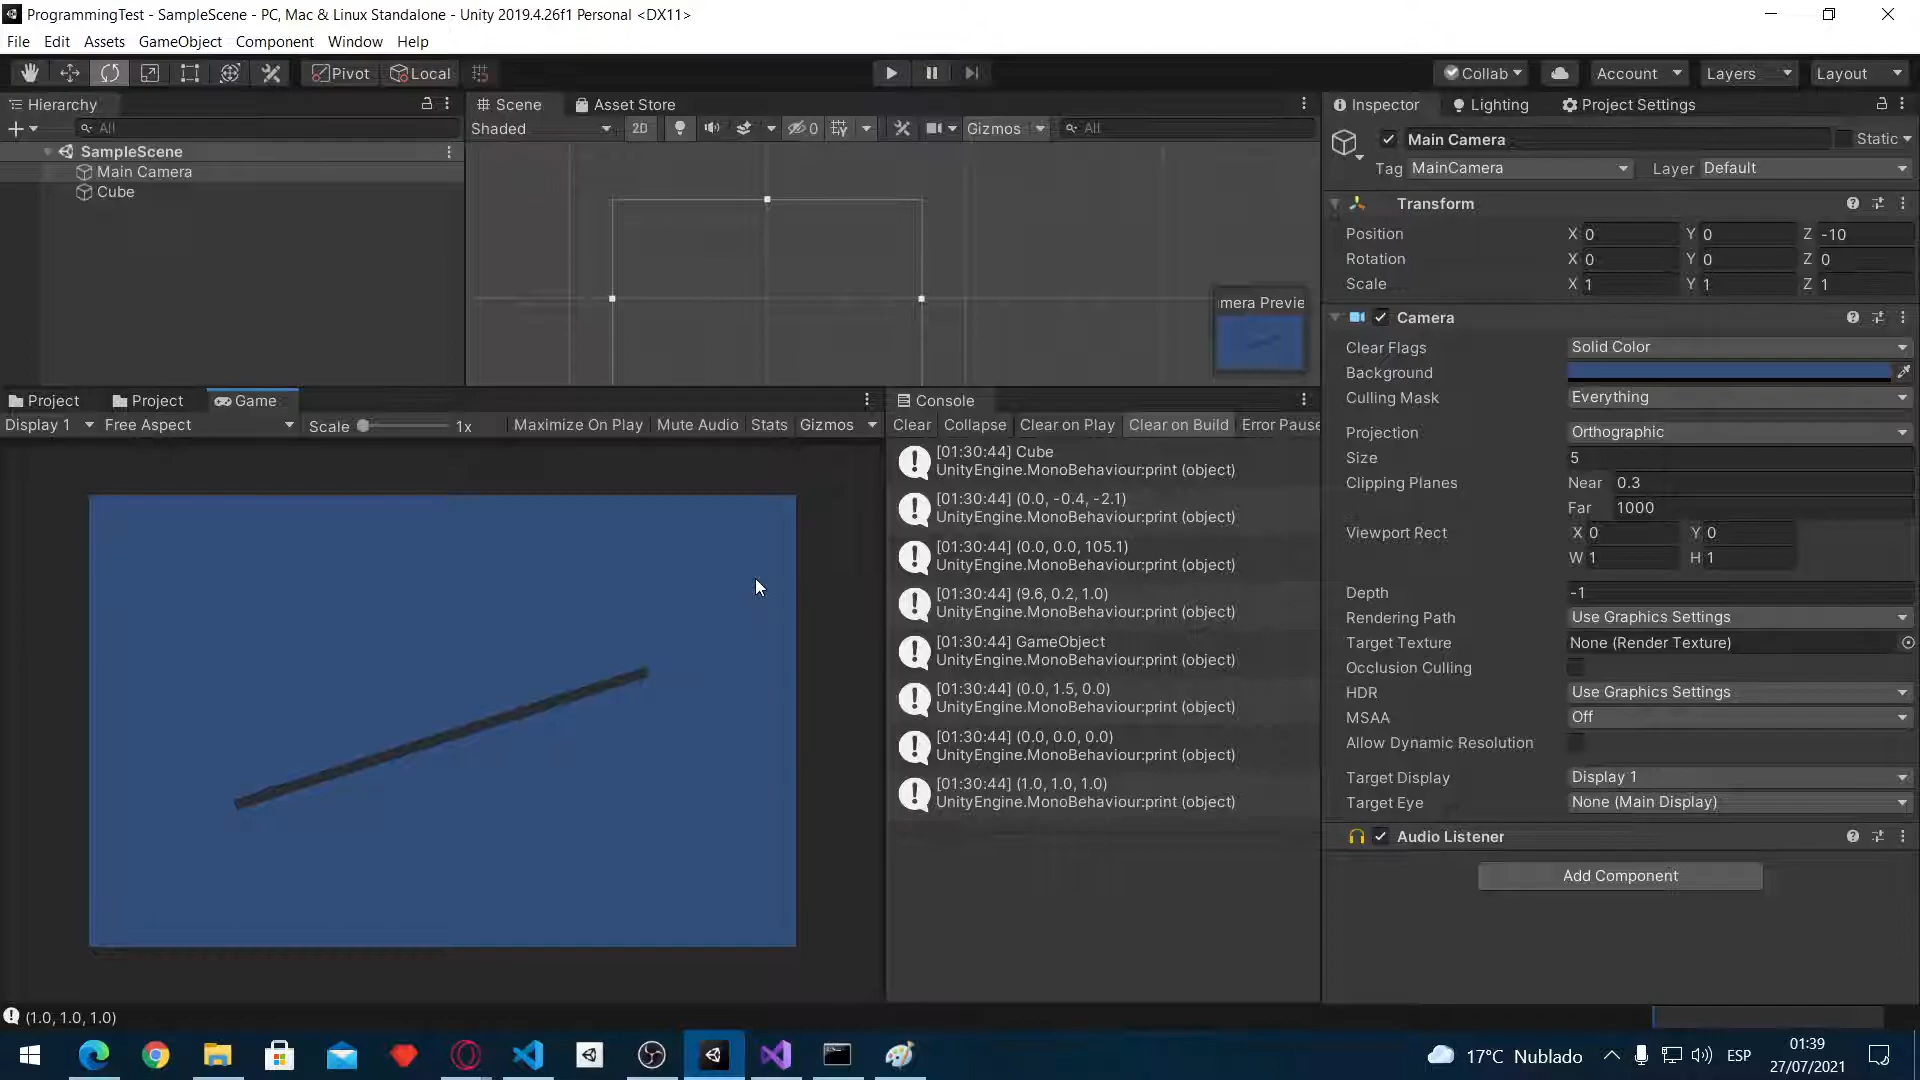 ProgrammingTest - SampleScene - PC, Mac & Linux Standalone - Unity 2019.4.26f1 Personal <DX11>
File Edit Assets GameObject Component Window Help
Pivot Local Collab Account Layers Layout
Hierarchy
All
SampleScene
Main Camera
Cube
Scene Asset Store
Shaded 2D 0 Gizmos All
mera Previe
Project Project Game
Display 1 Free Aspect Scale 1x Maximize On Play Mute Audio Stats Gizmos
Console
Clear Collapse Clear on Play Clear on Build Error Pause
[01:30:44] Cube
UnityEngine.MonoBehaviour:print (object)
[01:30:44] (0.0, -0.4, -2.1)
UnityEngine.MonoBehaviour:print (object)
[01:30:44] (0.0, 0.0, 105.1)
UnityEngine.MonoBehaviour:print (object)
[01:30:44] (9.6, 0.2, 1.0)
UnityEngine.MonoBehaviour:print (object)
[01:30:44] GameObject
UnityEngine.MonoBehaviour:print (object)
[01:30:44] (0.0, 1.5, 0.0)
UnityEngine.MonoBehaviour:print (object)
[01:30:44] (0.0, 0.0, 0.0)
UnityEngine.MonoBehaviour:print (object)
[01:30:44] (1.0, 1.0, 1.0)
UnityEngine.MonoBehaviour:print (object)
Inspector Lighting Project Settings
Main Camera Static
Tag MainCamera Layer Default
Transform
Position X 0 Y 0 Z -10
Rotation X 0 Y 0 Z 0
Scale X 1 Y 1 Z 1
Camera
Clear Flags Solid Color
Background
Culling Mask Everything
Projection Orthographic
Size 5
Clipping Planes Near 0.3
Far 1000
Viewport Rect X 0 Y 0
W 1 H 1
Depth -1
Rendering Path Use Graphics Settings
Target Texture None (Render Texture)
Occlusion Culling
HDR Use Graphics Settings
MSAA Off
Allow Dynamic Resolution
Target Display Display 1
Target Eye None (Main Display)
Audio Listener
Add Component
(1.0, 1.0, 1.0)
17°C Nublado ESP 01:39
27/07/2021